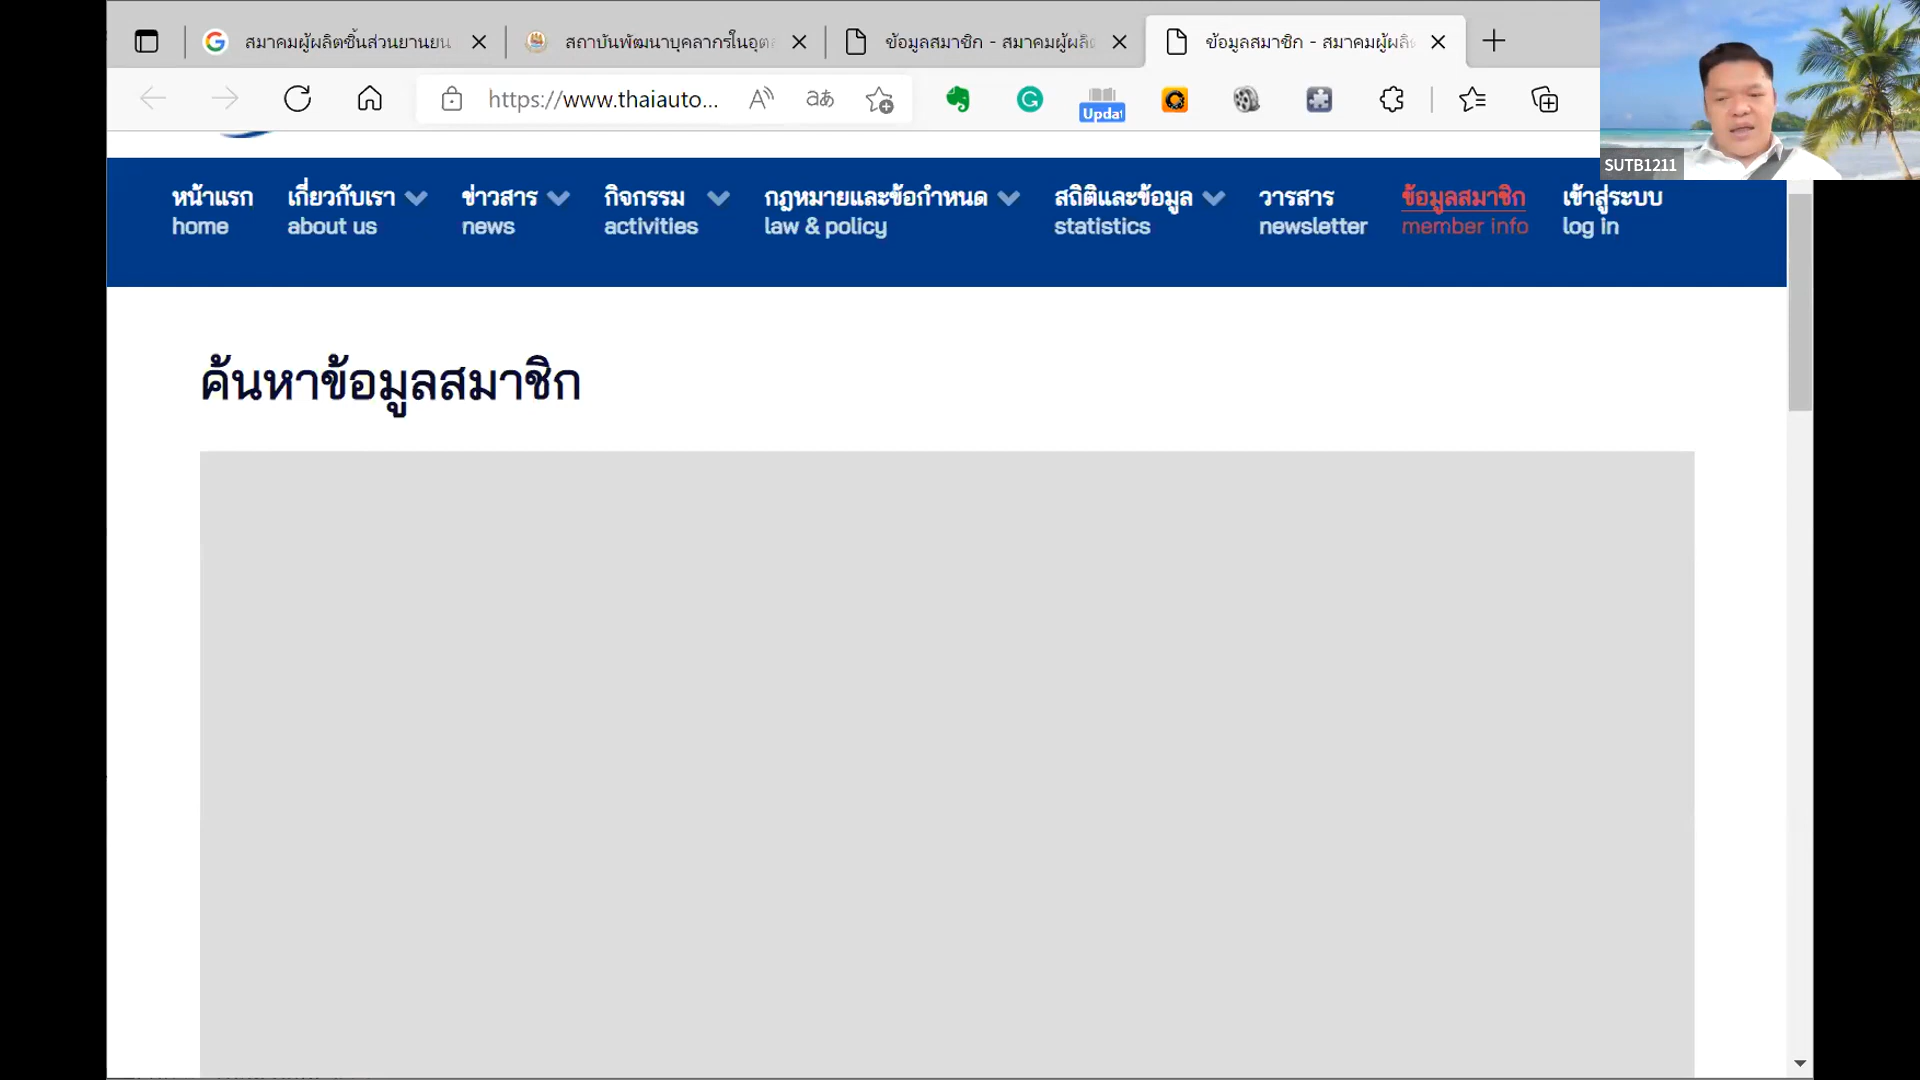 สมาคมผู้ผลิตชิ้นส่วนยานยน
สถาบันพัฒนาบุคลากรในอุต
ข้อมูลสมาชิก - สมาคมผู้ผลิต
ข้อมูลสมาชิก - สมาคมผู้ผลิต
https://www.thaiauto...
Updat
SUTB1211
หน้าแรก
home
เกี่ยวกับเรา
about us
ข่าวสาร
news
กิจกรรม
activities
กฎหมายและข้อกำหนด
law & policy
สถิติและข้อมูล
statistics
วารสาร
newsletter
ข้อมูลสมาชิก
member info
เข้าสู่ระบบ
log in
ค้นหาข้อมูลสมาชิก